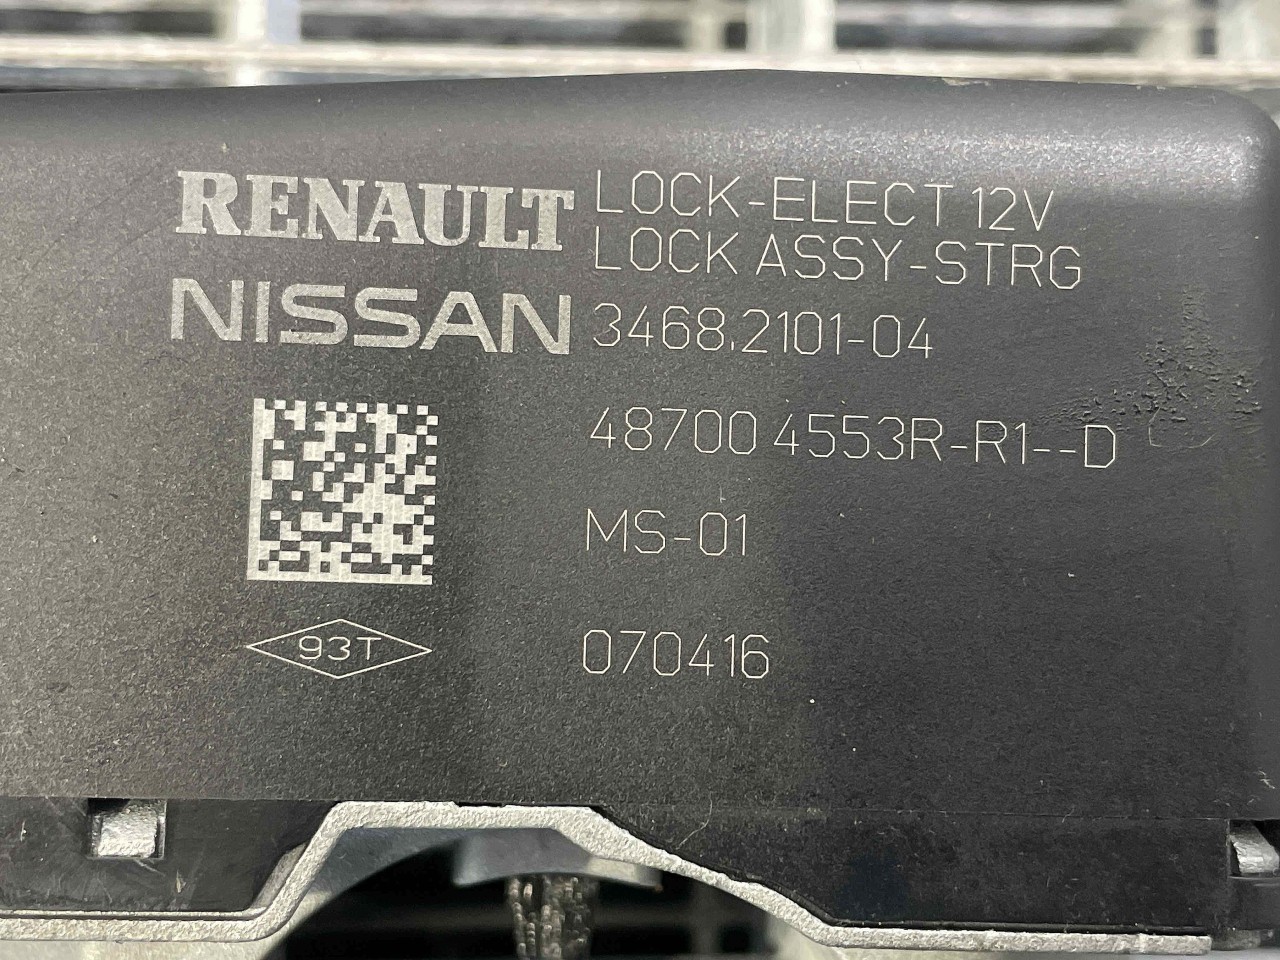 RENAULT
NISSAN
LOCK-ELECT 12V
LOCK ASSY-STRG
3468.2101-04
48700 4553R-R1--D
MS-01
93T
070416